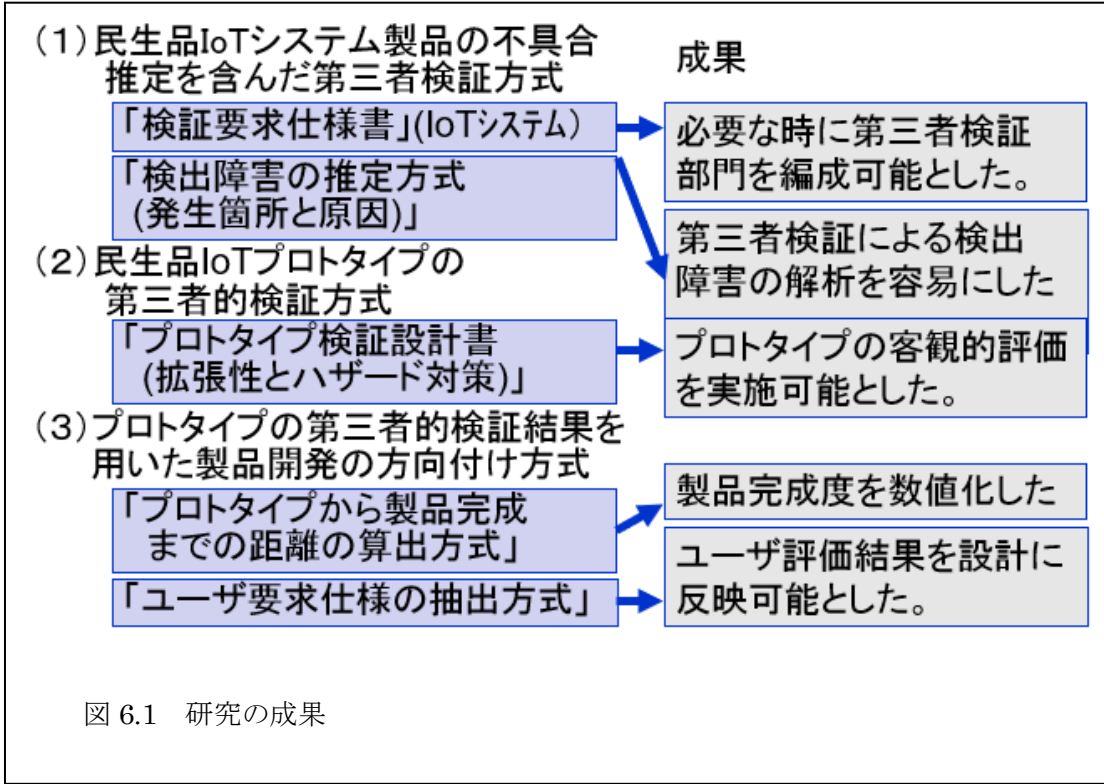 (1)民生品IoTシステム製品の不具合
推定を含んだ第三者検証方式
「検証要求仕様書」(IoTシステム)
「検出障害の推定方式
(発生箇所と原因)」
(2)民生品IoTプロトタイプの
第三者的検証方式
「プロトタイプ検証設計書
(拡張性とハザード対策)」
(3)プロトタイプの第三者的検証結果を
用いた製品開発の方向付け方式
「プロトタイプから製品完成
までの距離の算出方式」
「ユーザ要求仕様の抽出方式」
成果
必要な時に第三者検証
部門を編成可能とした。
第三者検証による検出
障害の解析を容易にした
プロトタイプの客観的評価
を実施可能とした。
製品完成度を数値化した
ユーザ評価結果を設計に
反映可能とした。
図 6.1 研究の成果